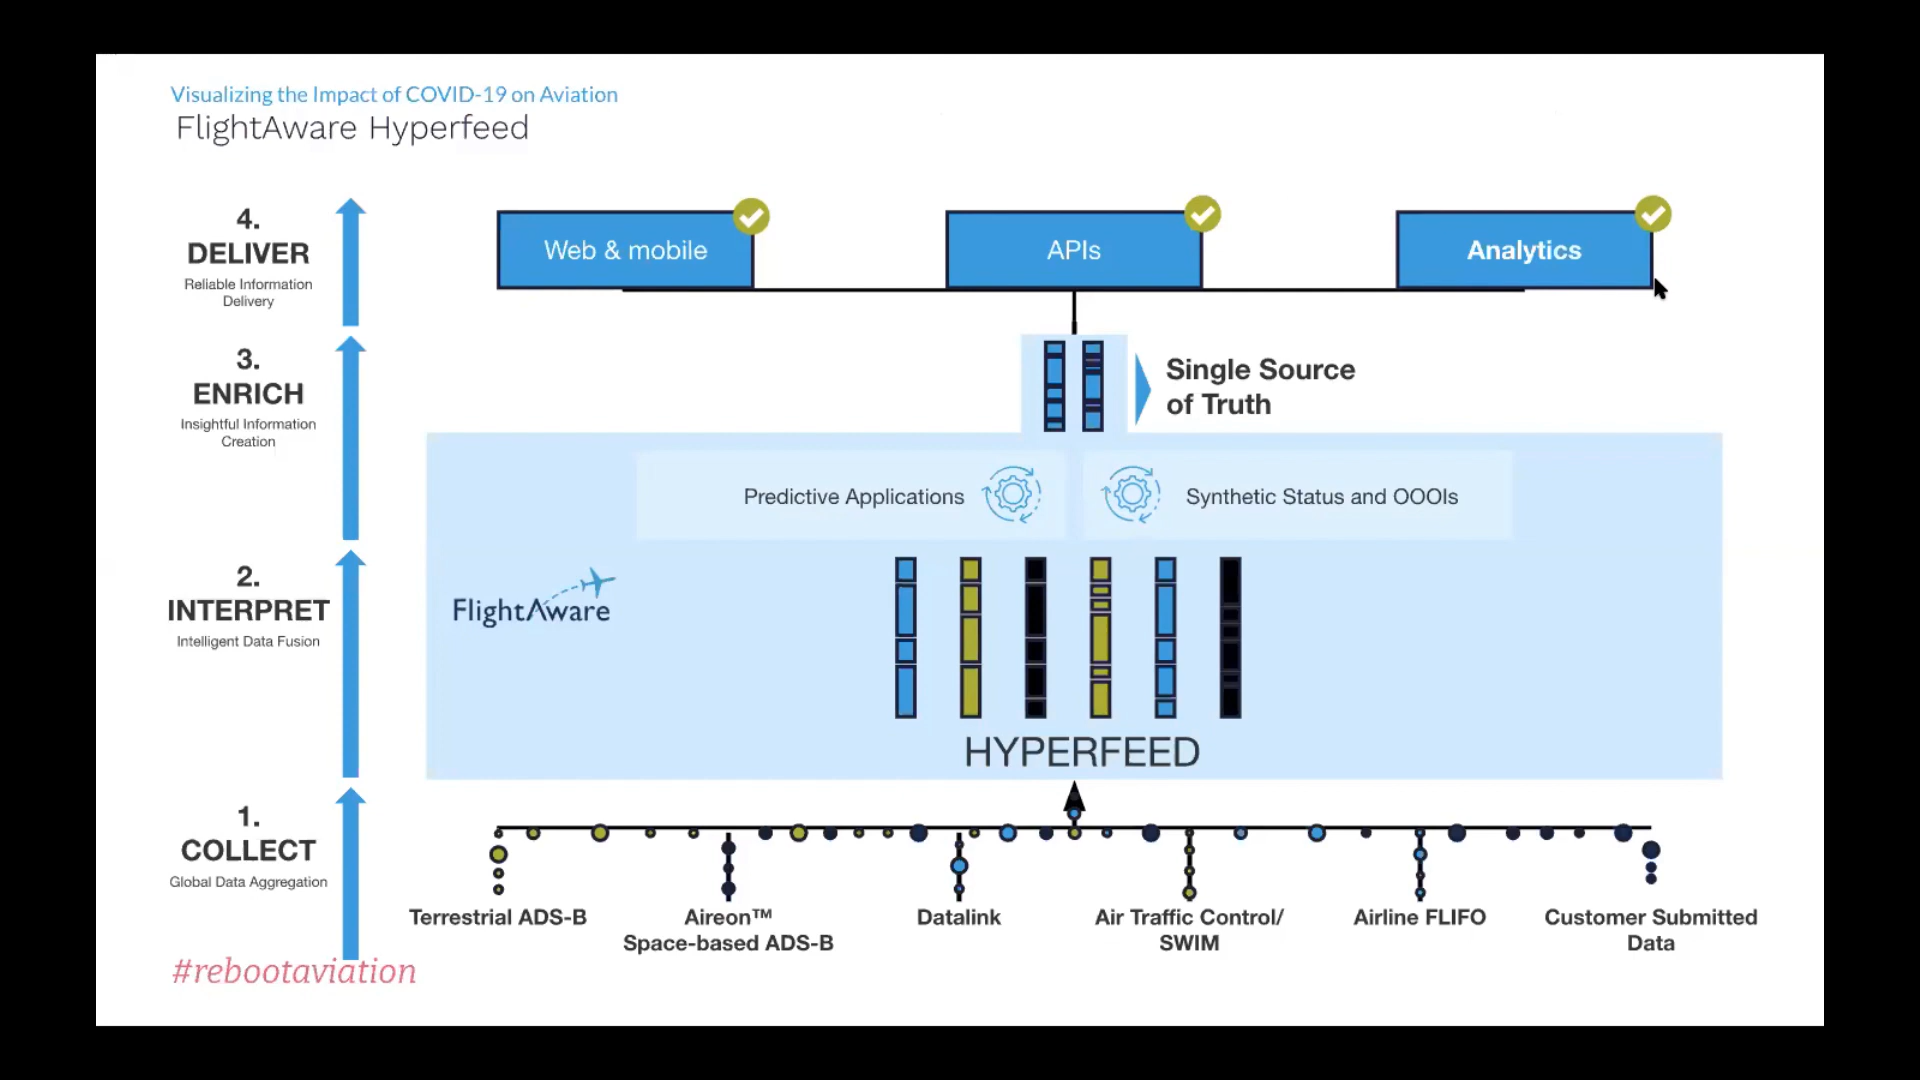 Visualizing the Impact of COVID-19 on Aviation
FlightAware Hyperfeed
4.
DELIVER
Reliable Information
Delivery
Web & mobile
APIs
Analytics
3.
ENRICH
Insightful Information
Creation
Single Source
of Truth
Predictive Applications
Synthetic Status and OOOIs
2.
INTERPRET
Intelligent Data Fusion
FlightAware
HYPERFEED
1.
COLLECT
Global Data Aggregation
Terrestrial ADS-B
Aireon™
Space-based ADS-B
Datalink
Air Traffic Control/
SWIM
Airline FLIFO
Customer Submitted
Data
#rebootaviation